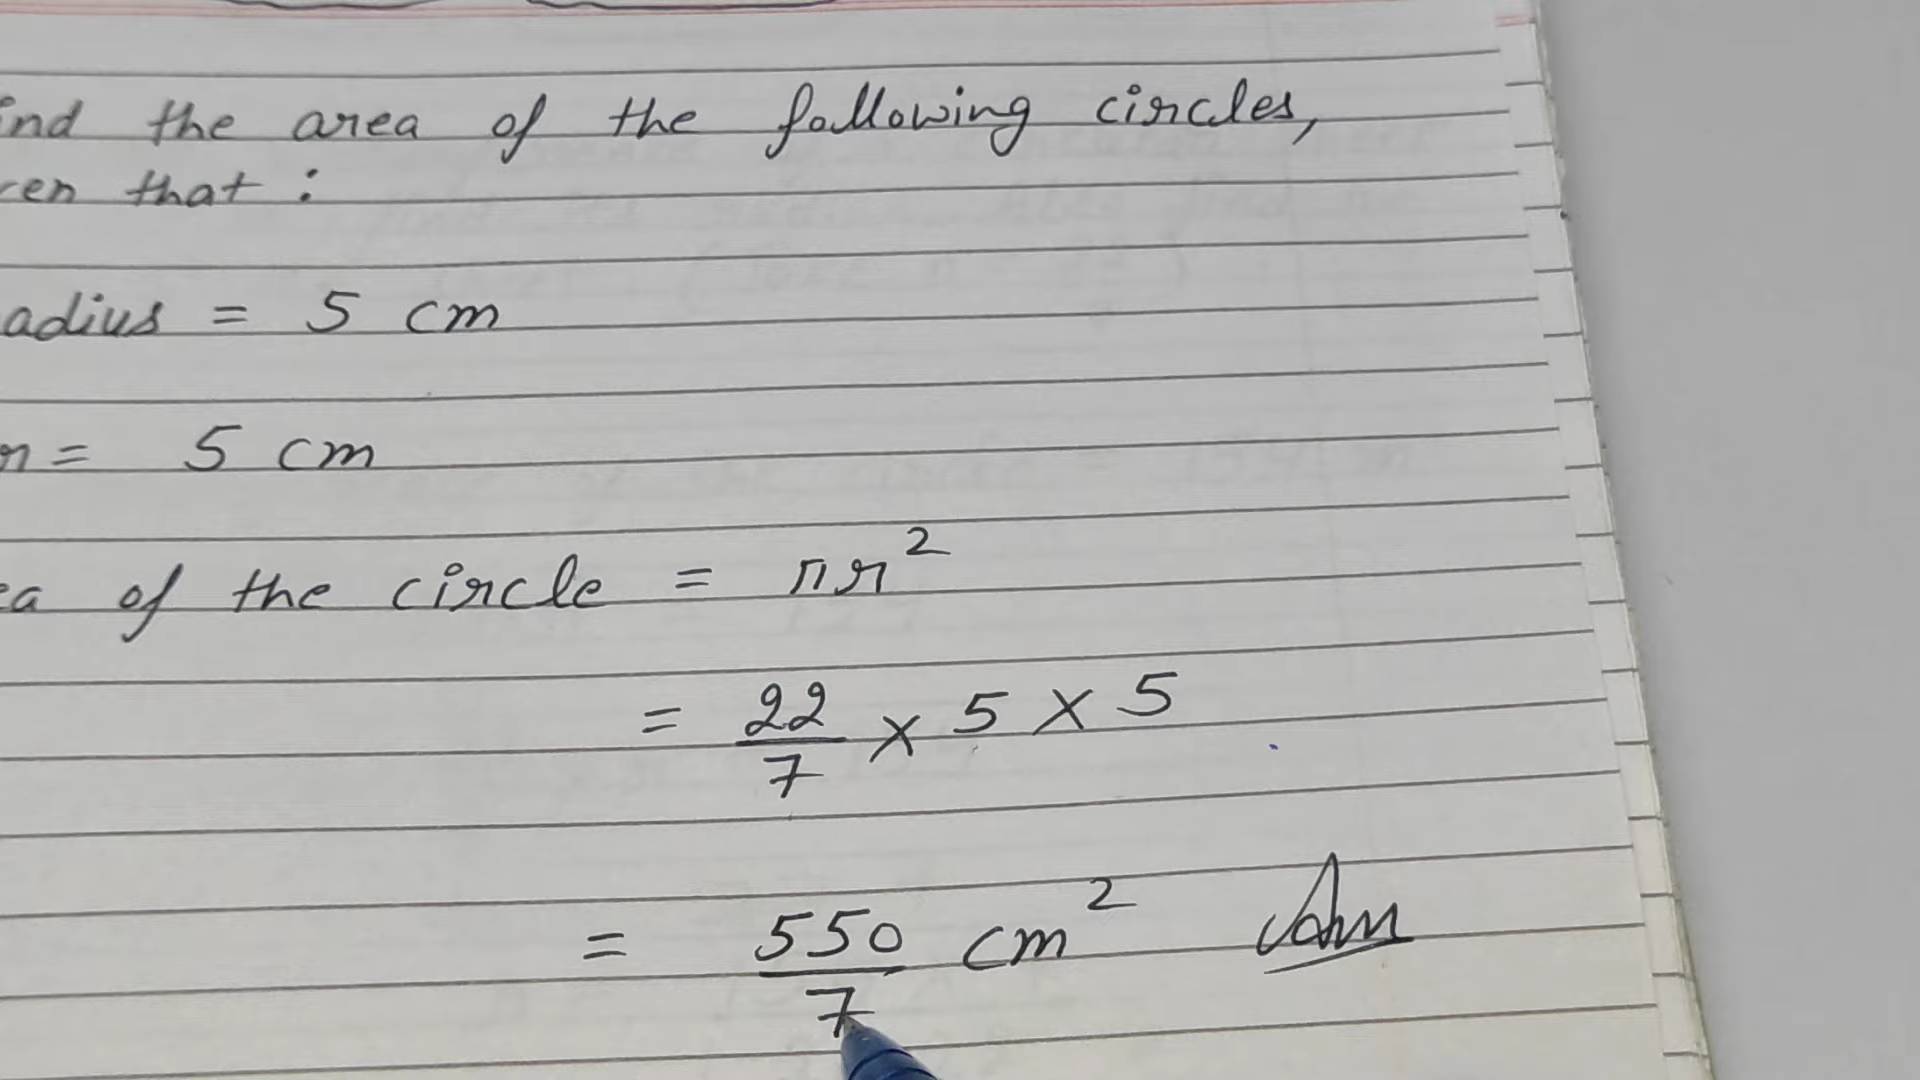 ind the area of the following circles,
en that :
adius = 5 cm
r = 5 cm
ea of the circle = πr²
= 22/7 × 5 × 5
= 550/7 cm² Ans